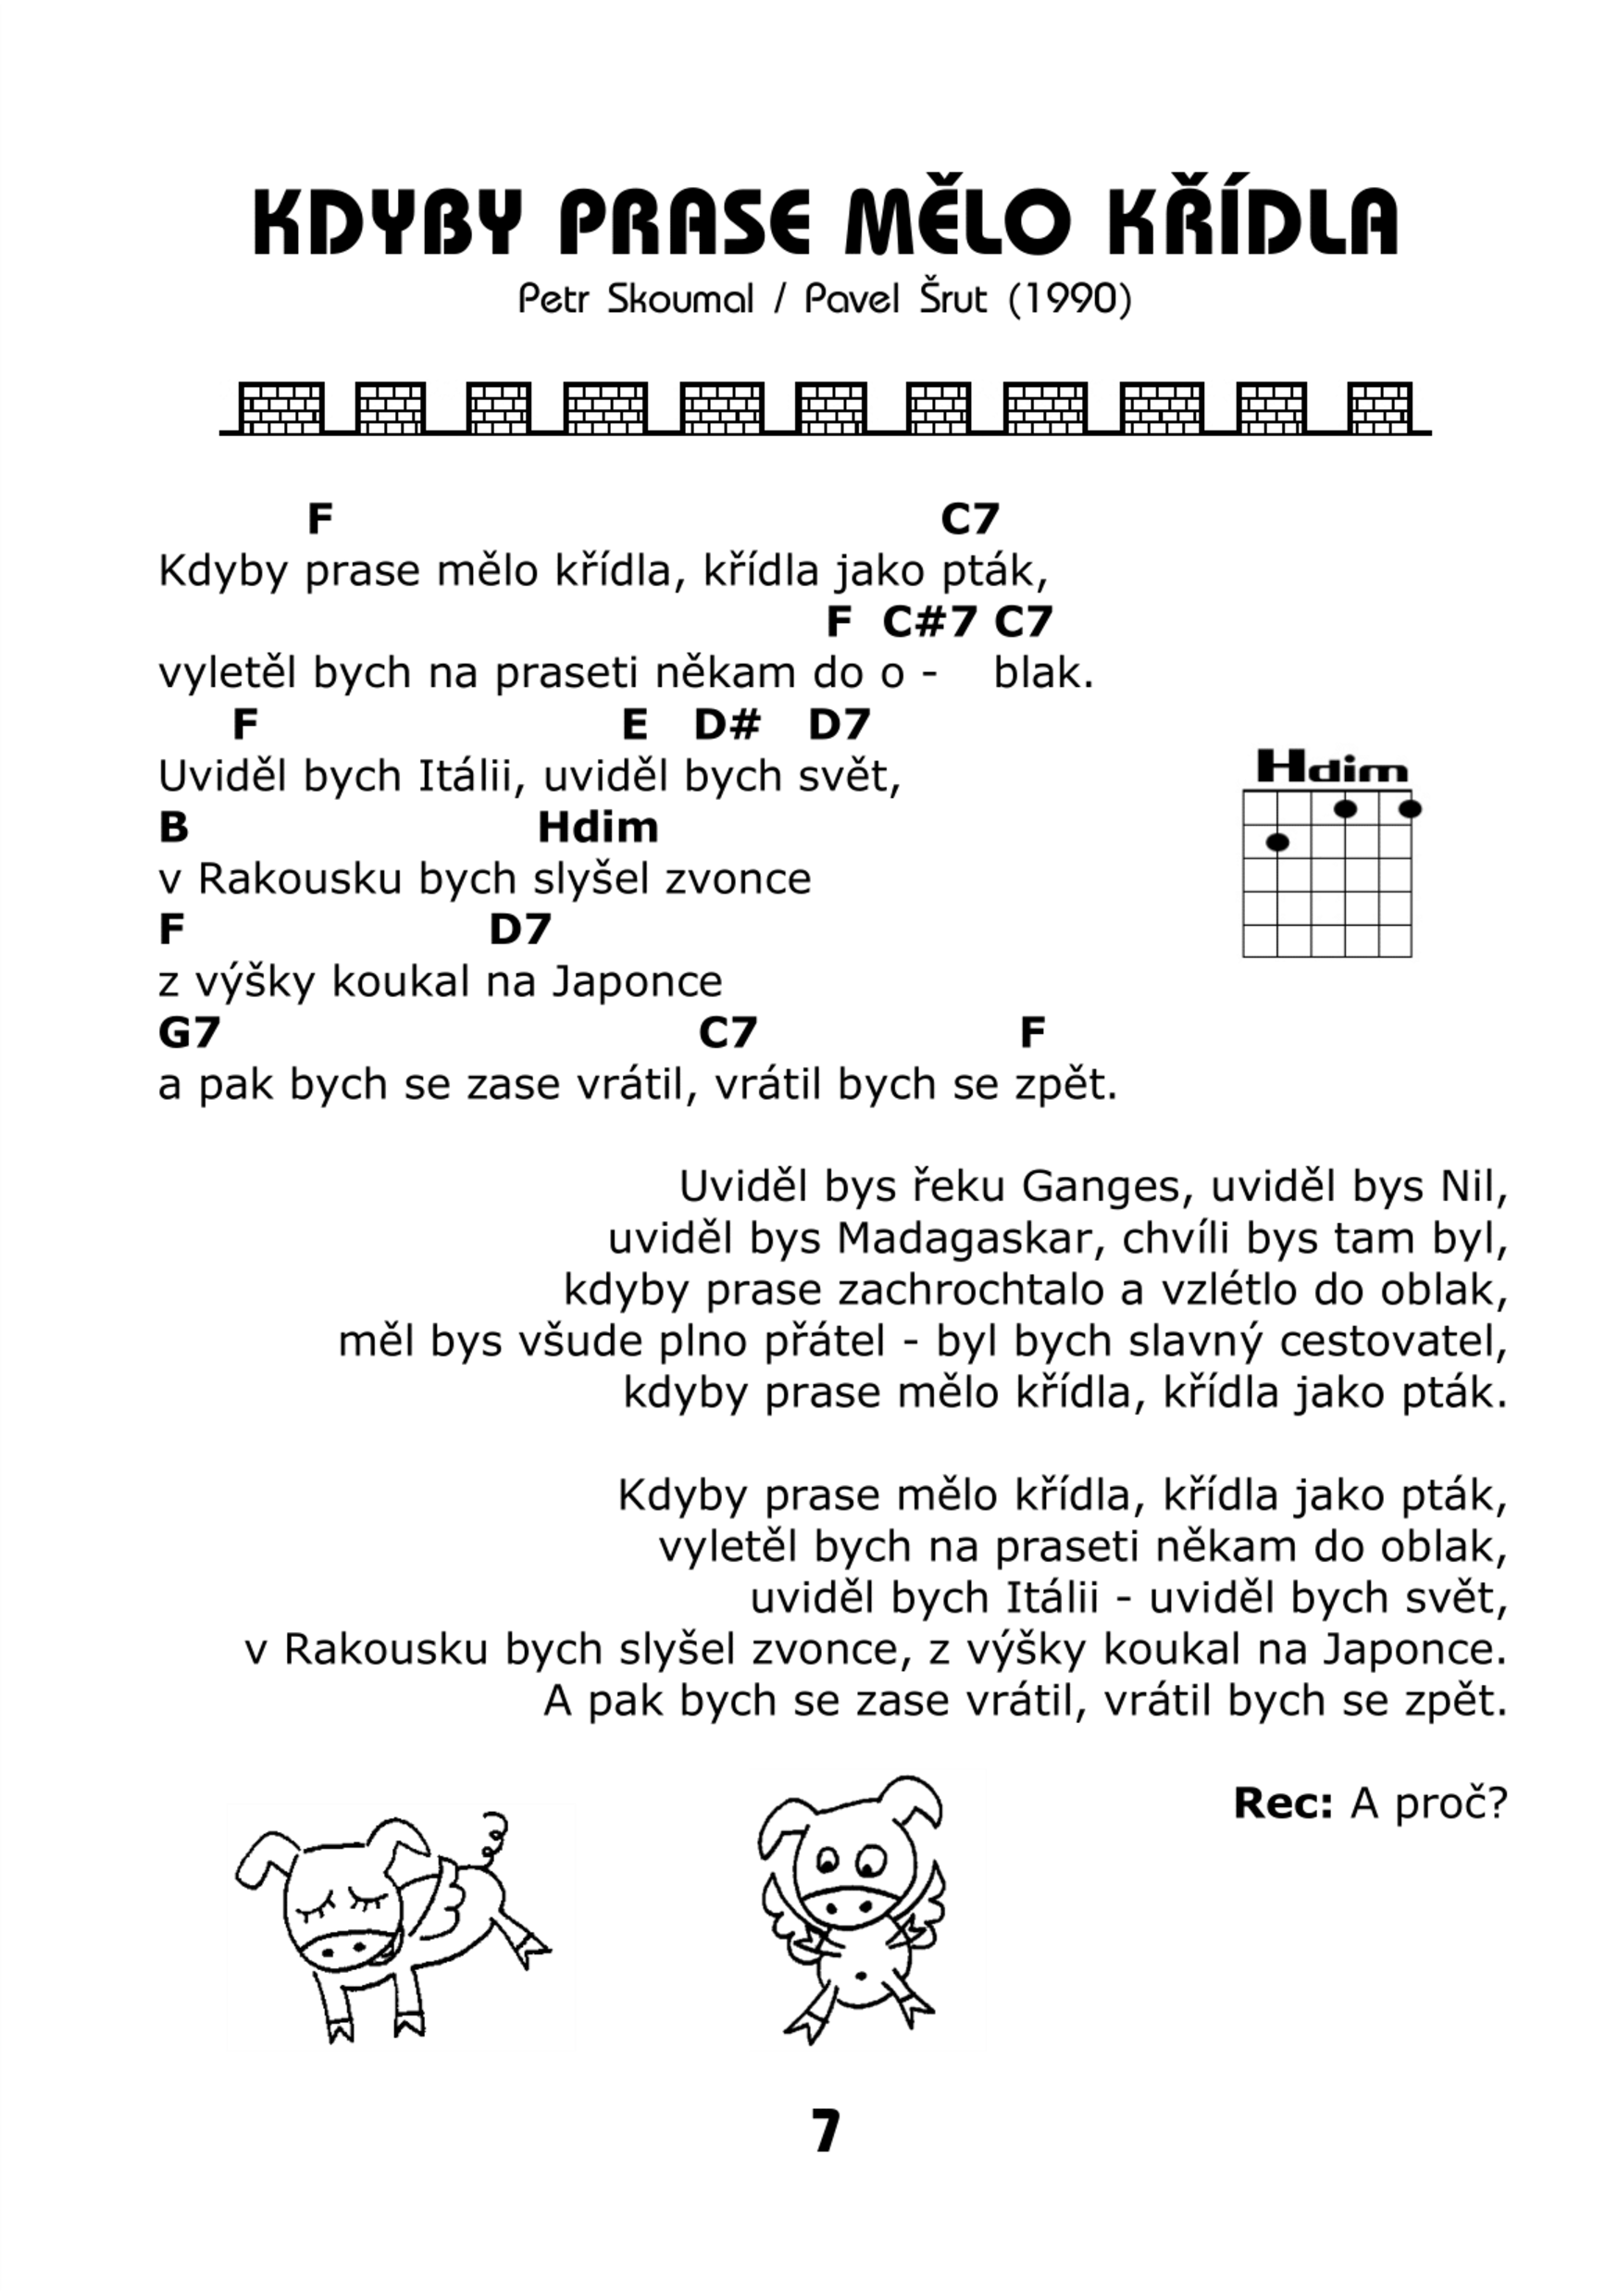 KDYBY PRASE MĚLO KŘÍDLA
Petr Skoumal / Pavel Šrut (1990)
F C7
Kdyby prase mělo křídla, křídla jako pták,
F C#7 C7
vyletěl bych na praseti někam do o - blak.
F E D# D7
Uviděl bych Itálii, uviděl bych svět,
Hdim
B Hdim
v Rakousku bych slyšel zvonce
F D7
z výšky koukal na Japonce
G7 C7 F
a pak bych se zase vrátil, vrátil bych se zpět.
Uviděl bys řeku Ganges, uviděl bys Nil,
uviděl bys Madagaskar, chvíli bys tam byl,
kdyby prase zachrochtalo a vzlétlo do oblak,
měl bys všude plno přátel - byl bych slavný cestovatel,
kdyby prase mělo křídla, křídla jako pták.
Kdyby prase mělo křídla, křídla jako pták,
vyletěl bych na praseti někam do oblak,
uviděl bych Itálii - uviděl bych svět,
v Rakousku bych slyšel zvonce, z výšky koukal na Japonce.
A pak bych se zase vrátil, vrátil bych se zpět.
Rec: A proč?
7